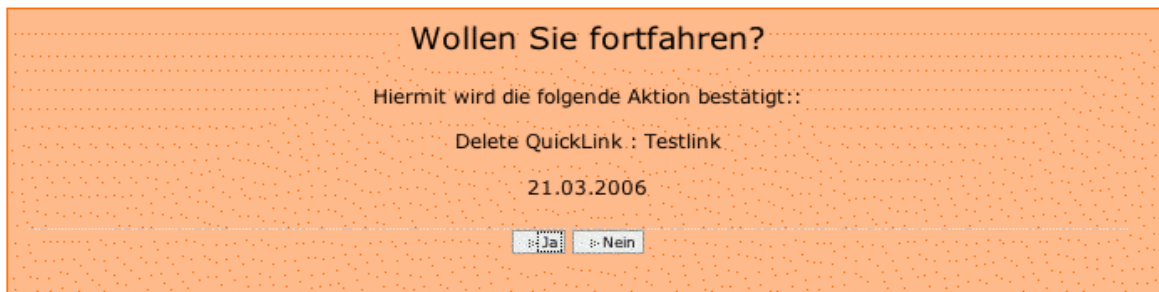 Wollen Sie fortfahren?
Hiermit wird die folgende Aktion bestätigt::
Delete QuickLink : Testlink
21.03.2006
Ja Nein